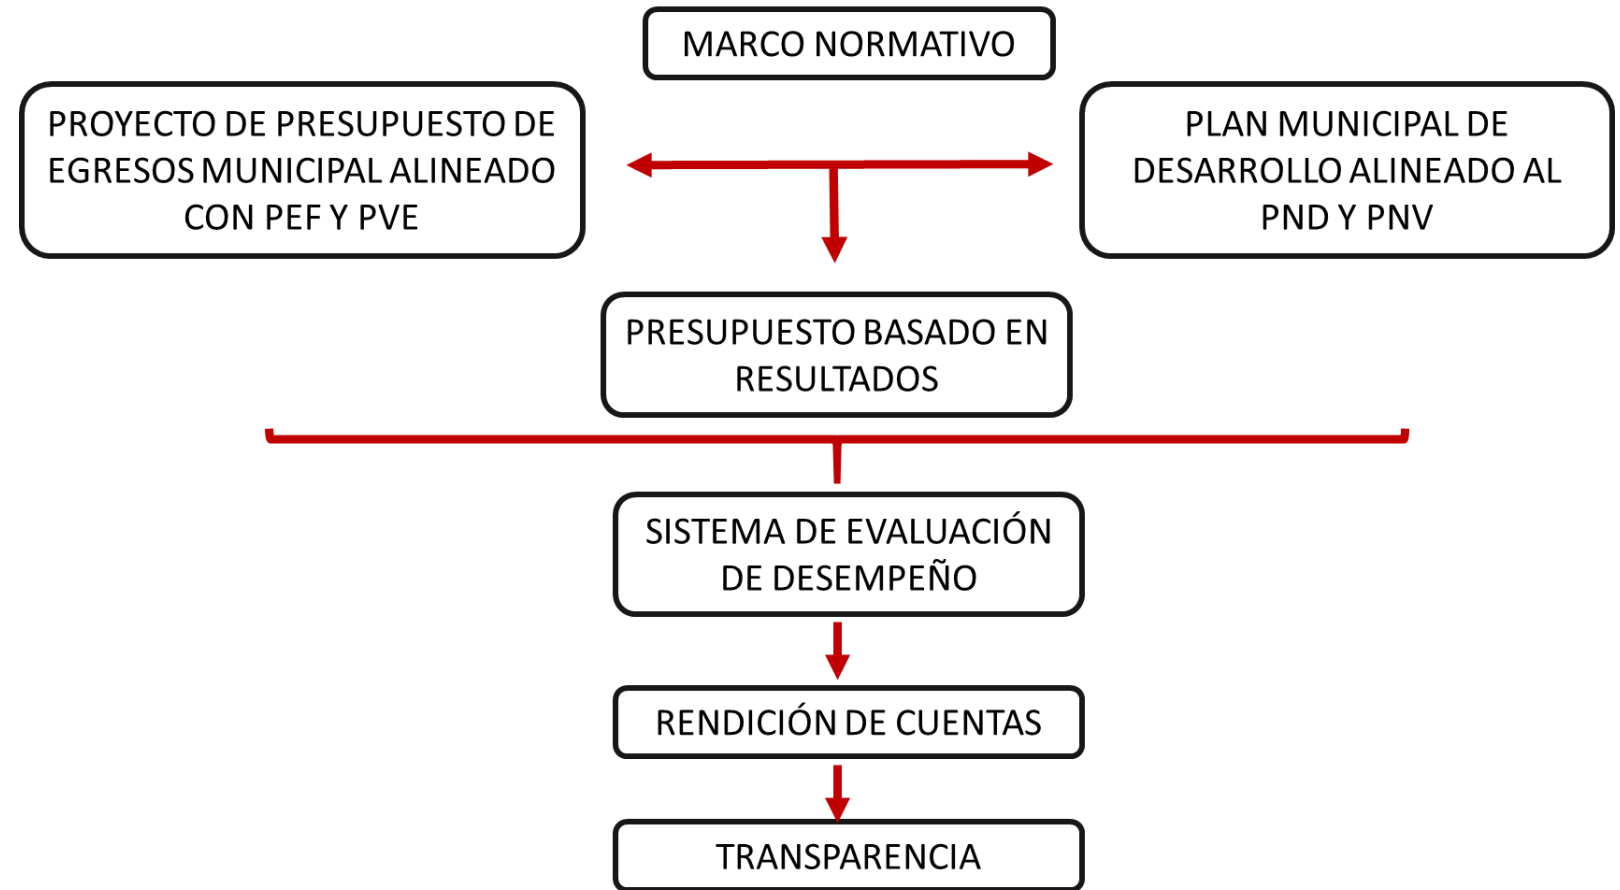 MARCO NORMATIVO
PROYECTO DE PRESUPUESTO DE
EGRESOS MUNICIPAL ALINEADO
CON PEF Y PVE
PLAN MUNICIPAL DE
DESARROLLO ALINEADO AL
PND Y PNV
PRESUPUESTO BASADO EN
RESULTADOS
SISTEMA DE EVALUACIÓN
DE DESEMPEÑO
RENDICIÓN DE CUENTAS
TRANSPARENCIA